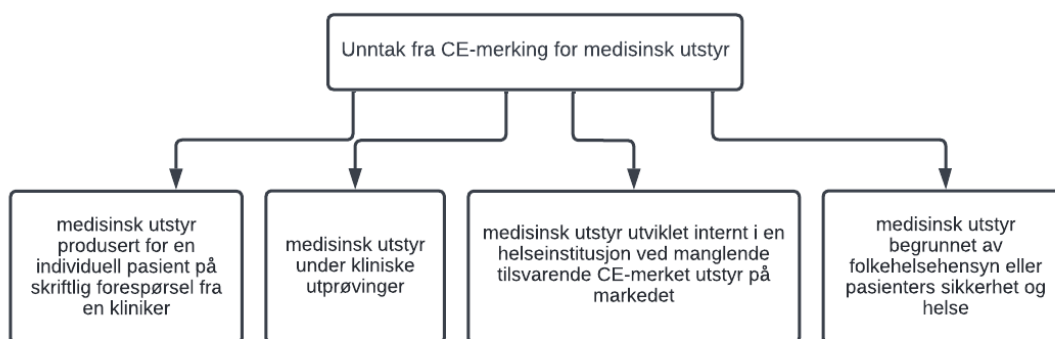 Unntak fra CE-merking for medisinsk utstyr
medisinsk utstyr
produsert for en
individuell pasient på
skriftlig forespørsel fra
en kliniker
medisinsk utstyr
under kliniske
utprøvinger
medisinsk utstyr utviklet internt i en
helseinstitusjon ved manglende
tilsvarende CE-merket utstyr på
markedet
medisinsk utstyr
begrunnet av
folkehelsehensyn eller
pasienters sikkerhet og
helse